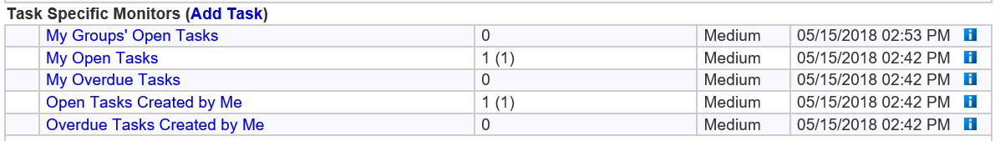 Task Specific Monitors (Add Task)
My Groups' Open Tasks 0 Medium 05/15/2018 02:53 PM i
My Open Tasks 1 (1) Medium 05/15/2018 02:42 PM i
My Overdue Tasks 0 Medium 05/15/2018 02:42 PM i
Open Tasks Created by Me 1 (1) Medium 05/15/2018 02:42 PM i
Overdue Tasks Created by Me 0 Medium 05/15/2018 02:42 PM i